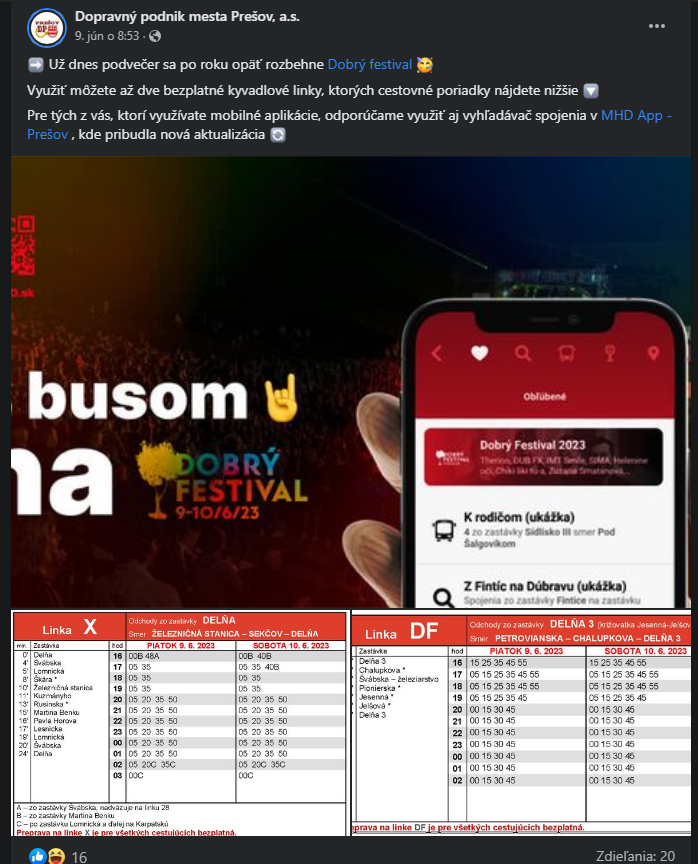 Dopravný podnik mesta Prešov, a.s.
9. jún o 8:53 ·
➡️ Už dnes podvečer sa po roku opäť rozbehne Dobrý festival 🥳
Využiť môžete až dve bezplatné kyvadlové linky, ktorých cestovné poriadky nájdete nižšie 🔽
Pre tých z vás, ktorí využívate mobilné aplikácie, odporúčame využiť aj vyhľadávač spojenia v MHD App -
Prešov , kde pribudla nová aktualizácia 🔄
.sk
busom 🤘
na
DOBRÝ
FESTIVAL
9-10/6/23
Obľúbené
Dobrý Festival 2023
Therion, DUB FX, IMT Smile, SIMA, Helenine
oči, Chiki liki tu-a, Zuzana Smatanová,...
K rodičom (ukážka)
4 zo zastávky Sídlisko III smer Pod
Šalgovíkom
Z Fintíc na Dúbravu (ukážka)
Spojenia zo zastávky Fintice na zastávku
Linka X
Odchody zo zastávky DELŇA
Smer ŽELEZNIČNÁ STANICA – SEKČOV – DELŇA
min. Zastávka hod PIATOK 9. 6. 2023 SOBOTA 10. 6. 2023
0' Delňa
4' Švábska
5' Lomnická
8' Škára *
10' Železničná stanica
11' Kuzmányho
13' Rusínska *
15' Martina Benku
16' Pavla Horova
17' Lesnícka
19' Lomnická
20' Švábska
24' Delňa
16 00B 48A 00B 40B
17 05 35 05 35 40B
18 05 35 05 35
19 05 35 05 35
20 05 20 35 50 05 20 35 50
21 05 20 35 50 05 20 35 50
22 05 20 35 50 05 20 35 50
23 05 20 35 50 05 20 35 50
00 05 20 35 50 05 20 35 50
01 05 20 35 50 05 20 35 50
02 05 20C 35C 05 20C 35C
03 00C 00C
A – zo zastávky Švábska, nadväzuje na linku 28
B – zo zastávky Martina Benku
C – po zastávku Lomnická a ďalej na Karpatskú
Preprava na linke X je pre všetkých cestujúcich bezplatná.
Linka DF
Odchody zo zastávky DELŇA 3 (križovatka Jesenná-Jelšov
Smer PETROVIANSKA – CHALUPKOVA – DELŇA 3
Zastávka hod PIATOK 9. 6. 2023 SOBOTA 10. 6. 2023
Delňa 3
Chalupkova *
Švábska – železiarstvo
Pionierska *
Jesenná *
Jelšová *
Delňa 3
16 15 25 35 45 55 15 25 35 45 55
17 05 15 25 35 45 55 05 15 25 35 45 55
18 05 15 25 35 45 55 05 15 25 35 45 55
19 05 15 25 35 45 05 15 25 35 45
20 00 15 30 45 00 15 30 45
21 00 15 30 45 00 15 30 45
22 00 15 30 45 00 15 30 45
23 00 15 30 45 00 15 30 45
00 00 15 30 45 00 15 30 45
01 00 15 30 45 00 15 30 45
02 00 15 30 45 00 15 30 45
eprava na linke DF je pre všetkých cestujúcich bezplatná.
16
Zdieľania: 20